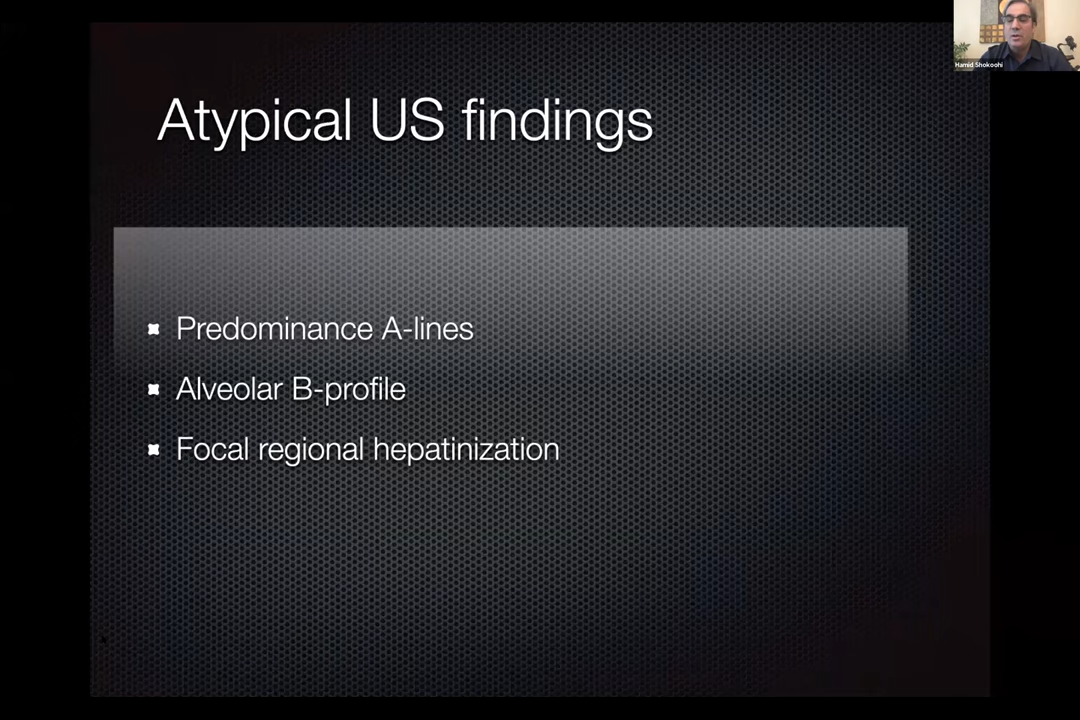 Hamid Shokoohi
Atypical US findings
Predominance A-lines
Alveolar B-profile
Focal regional hepatinization